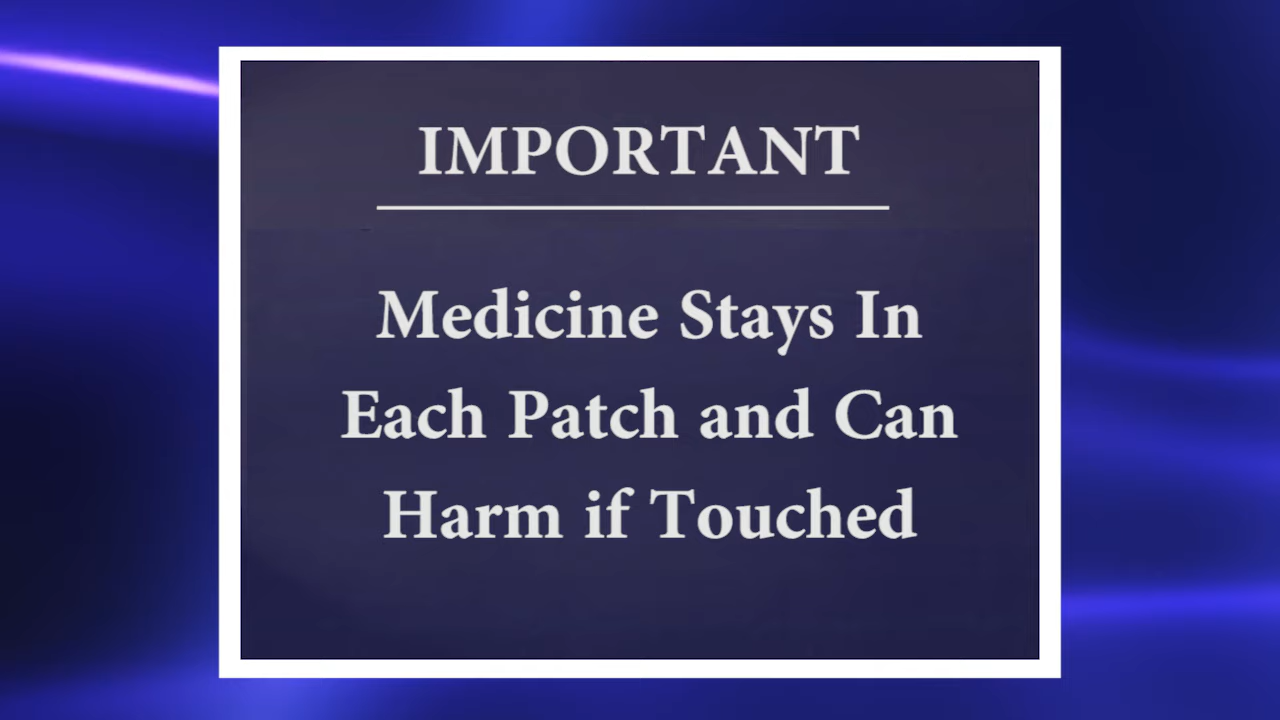 IMPORTANT
Medicine Stays In
Each Patch and Can
Harm if Touched